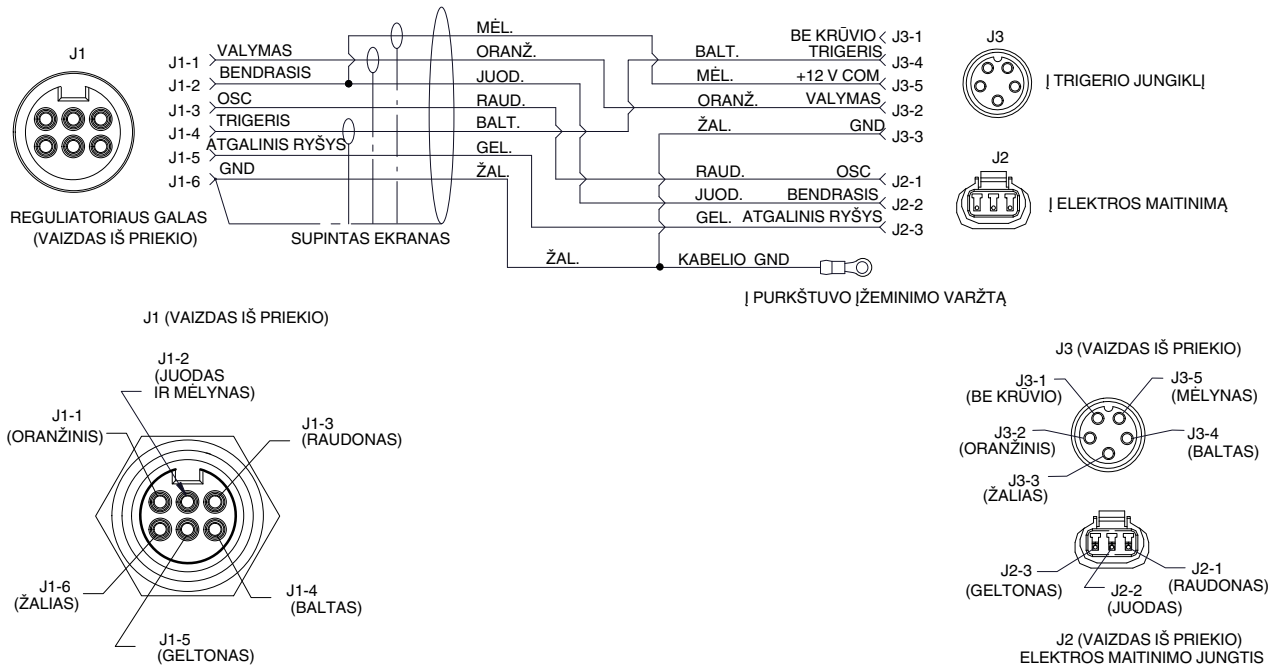 J1
J1-1 VALYMAS
J1-2 BENDRASIS
J1-3 OSC
J1-4 TRIGERIS
J1-5 ATGALINIS RYŠYS
J1-6 GND
REGULIATORIAUS GALAS
(VAIZDAS IŠ PRIEKIO)
SUPINTAS EKRANAS
MĖL.
ORANŽ.
JUOD.
RAUD.
BALT.
GEL.
ŽAL.
BE KRŪVIO J3-1
BALT. TRIGERIS J3-4
MĖL. +12 V COM J3-5
ORANŽ. VALYMAS J3-2
ŽAL. GND J3-3
J3
Į TRIGERIO JUNGIKLĮ
RAUD. OSC J2-1
JUOD. BENDRASIS J2-2
GEL. ATGALINIS RYŠYS J2-3
J2
Į ELEKTROS MAITINIMĄ
ŽAL. KABELIO GND
Į PURKŠTUVO ĮŽEMINIMO VARŽTĄ
J1 (VAIZDAS IŠ PRIEKIO)
J1-2
(JUODAS
IR MĖLYNAS)
J1-1
(ORANŽINIS)
J1-3
(RAUDONAS)
J1-6
(ŽALIAS)
J1-4
(BALTAS)
J1-5
(GELTONAS)
J3 (VAIZDAS IŠ PRIEKIO)
J3-1
(BE KRŪVIO)
J3-5
(MĖLYNAS)
J3-2
(ORANŽINIS)
J3-4
(BALTAS)
J3-3
(ŽALIAS)
J2-3
(GELTONAS)
J2-2
(JUODAS)
J2-1
(RAUDONAS)
J2 (VAIZDAS IŠ PRIEKIO)
ELEKTROS MAITINIMO JUNGTIS